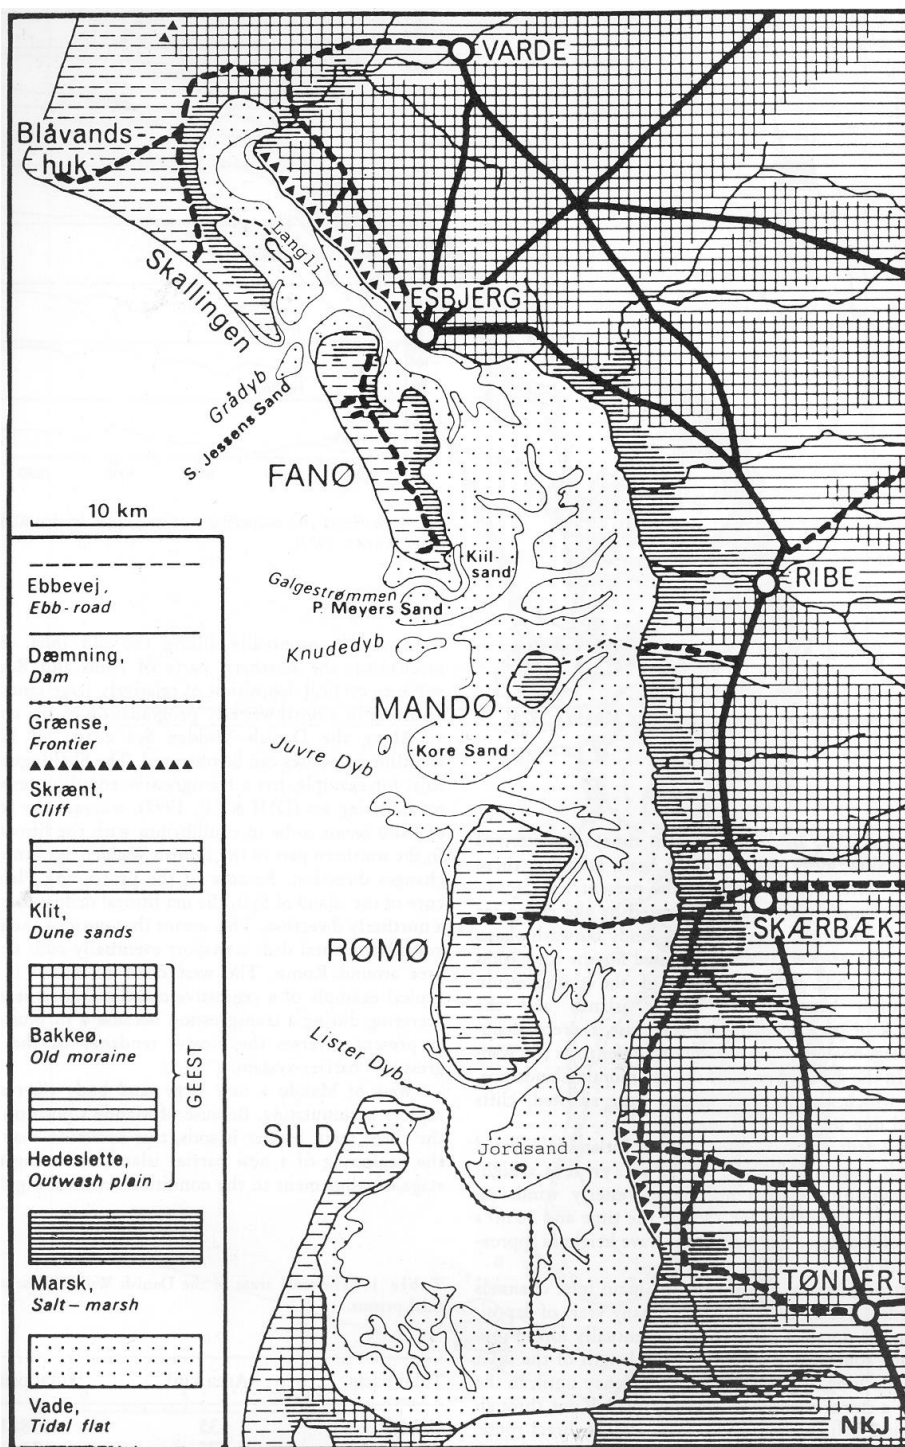 VARDE
Blåvands-
huk
Langli
Skallingen
ESBJERG
Grådyb
S. Jessens Sand
FANØ
10 km
Kiil
sand
Galgestrømmen
P. Meyers Sand
RIBE
Knudedyb
MANDØ
Juvre Dyb
Kore Sand
SKÆRBÆK
RØMØ
Lister Dyb
SILD
Jordsand
TØNDER
NKJ
Ebbevej,
Ebb-road
Dæmning,
Dam
Grænse,
Frontier
Skrænt,
Cliff
Klit,
Dune sands
Bakkeø,
Old moraine
GEEST
Hedeslette,
Outwash plain
Marsk,
Salt-marsh
Vade,
Tidal flat